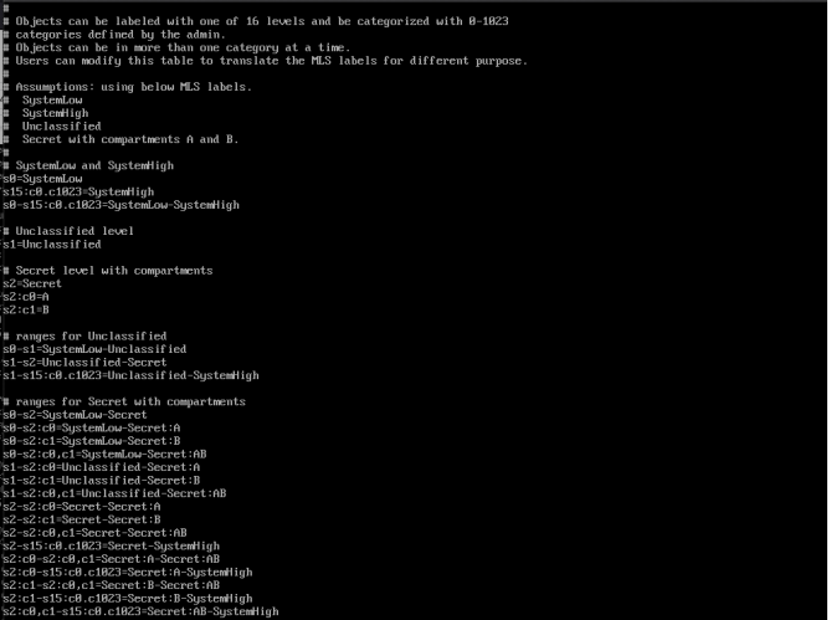 #
# Objects can be labeled with one of 16 levels and be categorized with 0-1023
# categories defined by the admin.
# Objects can be in more than one category at a time.
# Users can modify this table to translate the MLS labels for different purpose.
#
# Assumptions: using below MLS labels.
#  SystemLow
#  SystemHigh
#  Unclassified
#  Secret with compartments A and B.
#
# SystemLow and SystemHigh
s0=SystemLow
s15:c0.c1023=SystemHigh
s0-s15:c0.c1023=SystemLow-SystemHigh
# Unclassified level
s1=Unclassified
# Secret level with compartments
s2=Secret
s2:c0=A
s2:c1=B
# ranges for Unclassified
s0-s1=SystemLow-Unclassified
s1-s2=Unclassified-Secret
s1-s15:c0.c1023=Unclassified-SystemHigh
# ranges for Secret with compartments
s0-s2=SystemLow-Secret
s0-s2:c0=SystemLow-Secret:A
s0-s2:c1=SystemLow-Secret:B
s0-s2:c0,c1=SystemLow-Secret:AB
s1-s2:c0=Unclassified-Secret:A
s1-s2:c1=Unclassified-Secret:B
s1-s2:c0,c1=Unclassified-Secret:AB
s2-s2:c0=Secret-Secret:A
s2-s2:c1=Secret-Secret:B
s2-s2:c0,c1=Secret-Secret:AB
s2-s15:c0.c1023=Secret-SystemHigh
s2:c0-s2:c0,c1=Secret:A-Secret:AB
s2:c0-s15:c0.c1023=Secret:A-SystemHigh
s2:c1-s2:c0,c1=Secret:B-Secret:AB
s2:c1-s15:c0.c1023=Secret:B-SystemHigh
s2:c0,c1-s15:c0.c1023=Secret:AB-SystemHigh